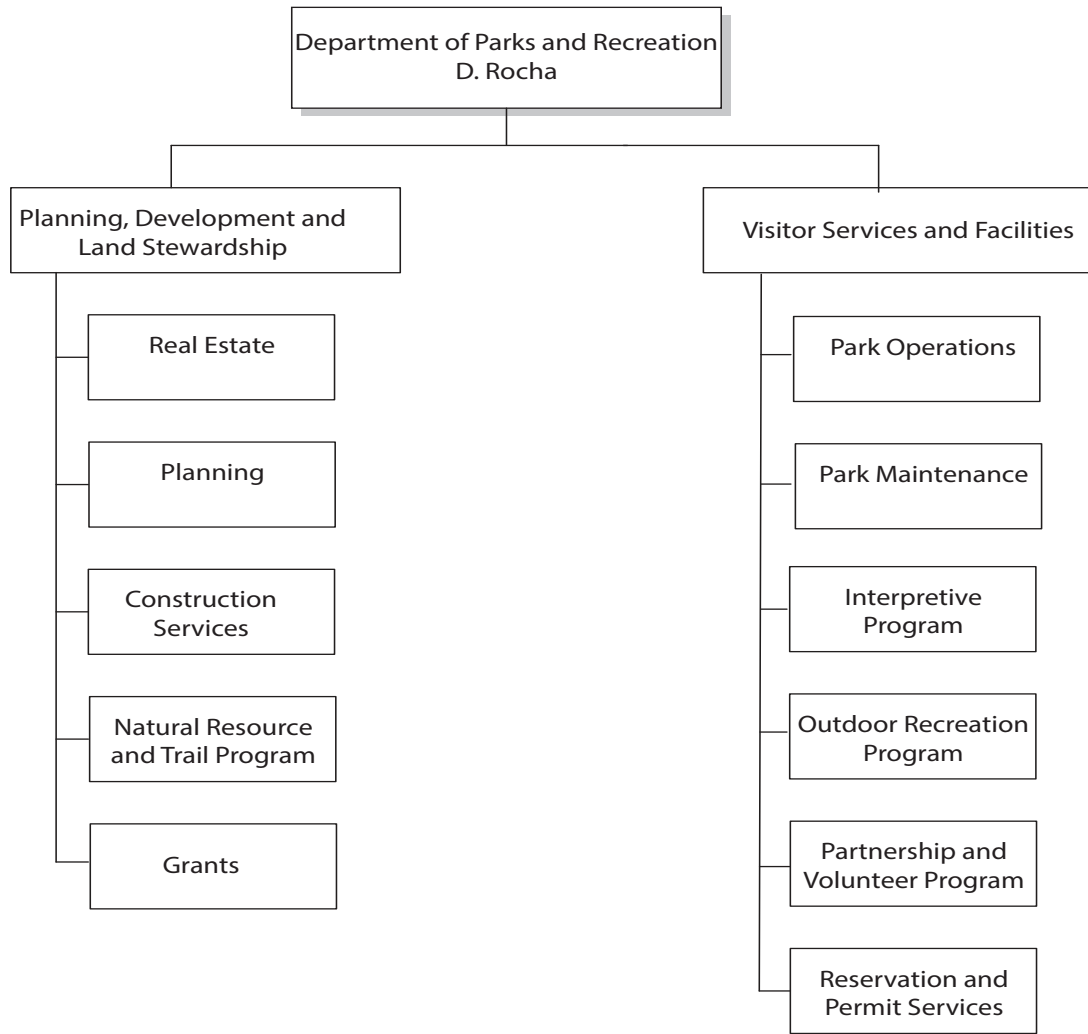 Department of Parks and Recreation
D. Rocha
Planning, Development and
Land Stewardship
Real Estate
Planning
Construction
Services
Natural Resource
and Trail Program
Grants
Visitor Services and Facilities
Park Operations
Park Maintenance
Interpretive
Program
Outdoor Recreation
Program
Partnership and
Volunteer Program
Reservation and
Permit Services